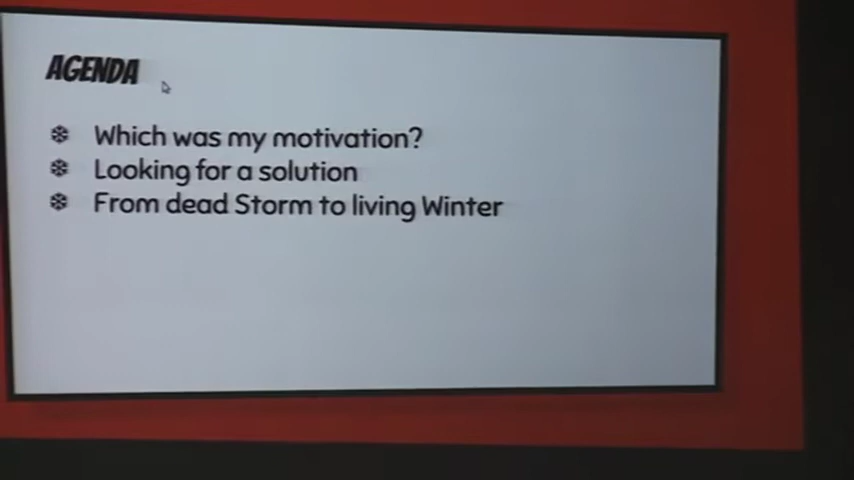 AGENDA
Which was my motivation?
Looking for a solution
From dead Storm to living Winter